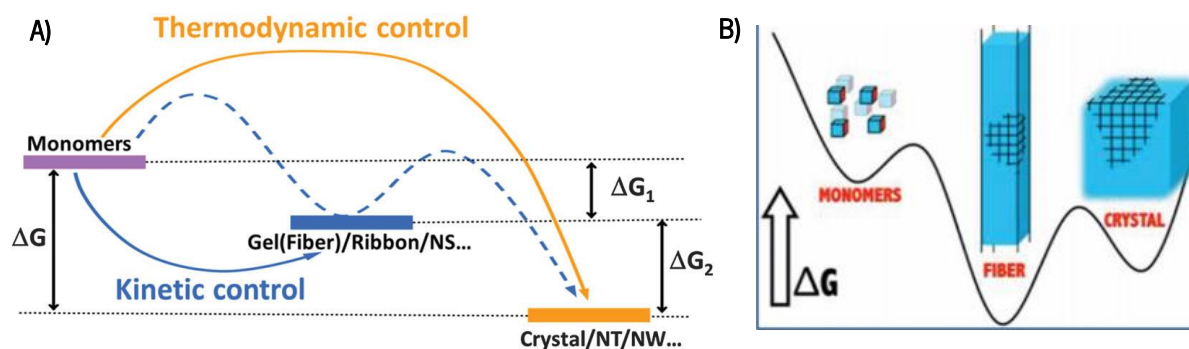 A)
Thermodynamic control
Monomers
ΔG
ΔG₁
Gel(Fiber)/Ribbon/NS...
ΔG₂
Kinetic control
Crystal/NT/NW...
B)
MONOMERS
CRYSTAL
FIBER
ΔG